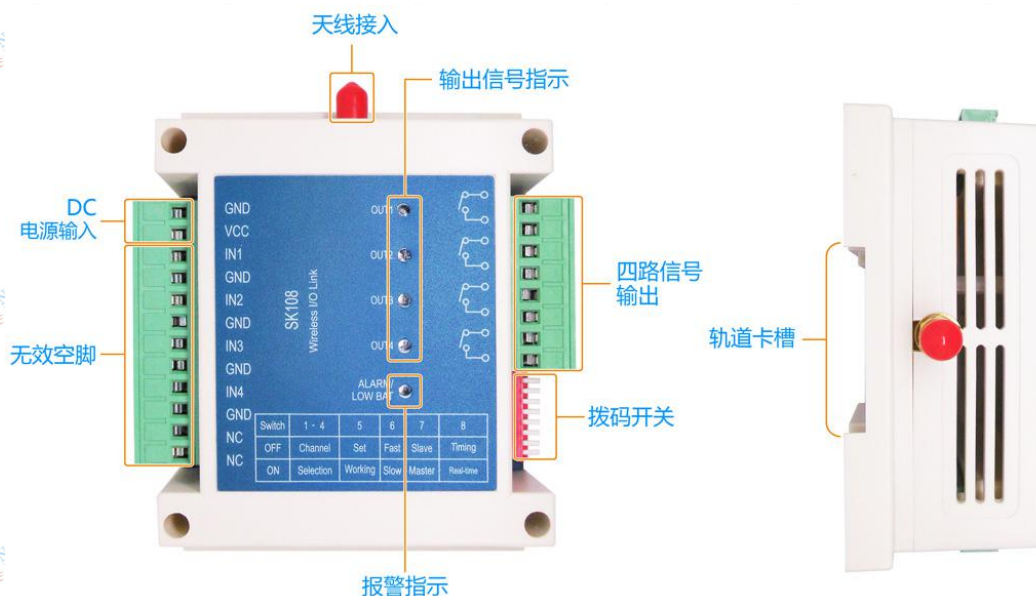 天线接入
输出信号指示
DC
电源输入
无效空脚
GND
VCC
IN1
GND
IN2
GND
IN3
GND
IN4
GND
NC
NC
SK108
Wireless I/O Link
OUT1
OUT2
OUT3
OUT4
ALARM/
LOW BAT
Switch 1 - 4 5 6 7 8
OFF Channel Set Fast Slave Timing
ON Selection Working Slow Master Real-time
四路信号
输出
拨码开关
报警指示
轨道卡槽